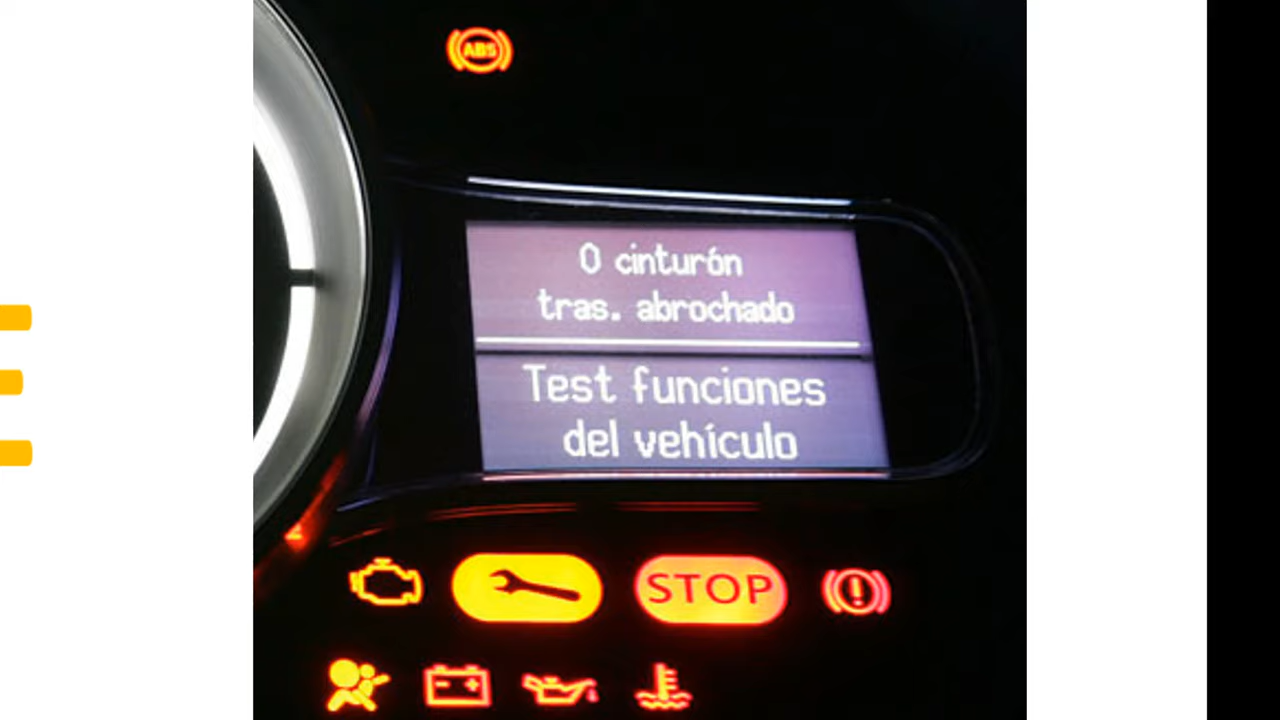 ABS
0 cinturón
tras. abrochado
Test funciones
del vehículo
STOP